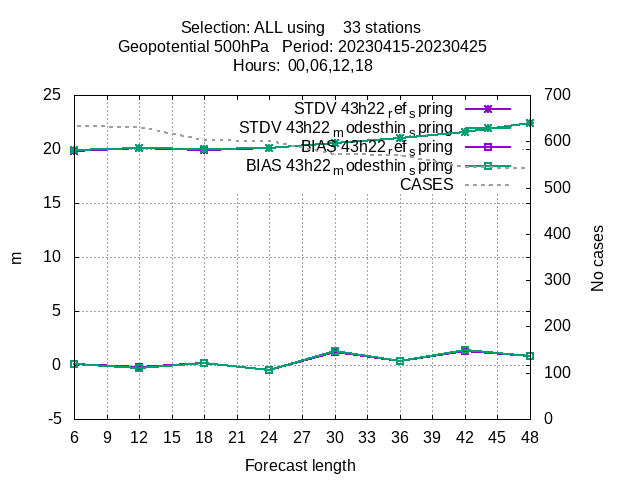 Selection: ALL using 33 stations
Geopotential 500hPa Period: 20230415-20230425
Hours: 00,06,12,18
25
20
15
10
5
0
-5
m
700
600
500
400
300
200
100
0
No cases
STDV 43h22_ref_spring
STDV 43h22_modesthin_spring
BIAS 43h22_ref_spring
BIAS 43h22_modesthin_spring
CASES
6 9 12 15 18 21 24 27 30 33 36 39 42 45 48
Forecast length